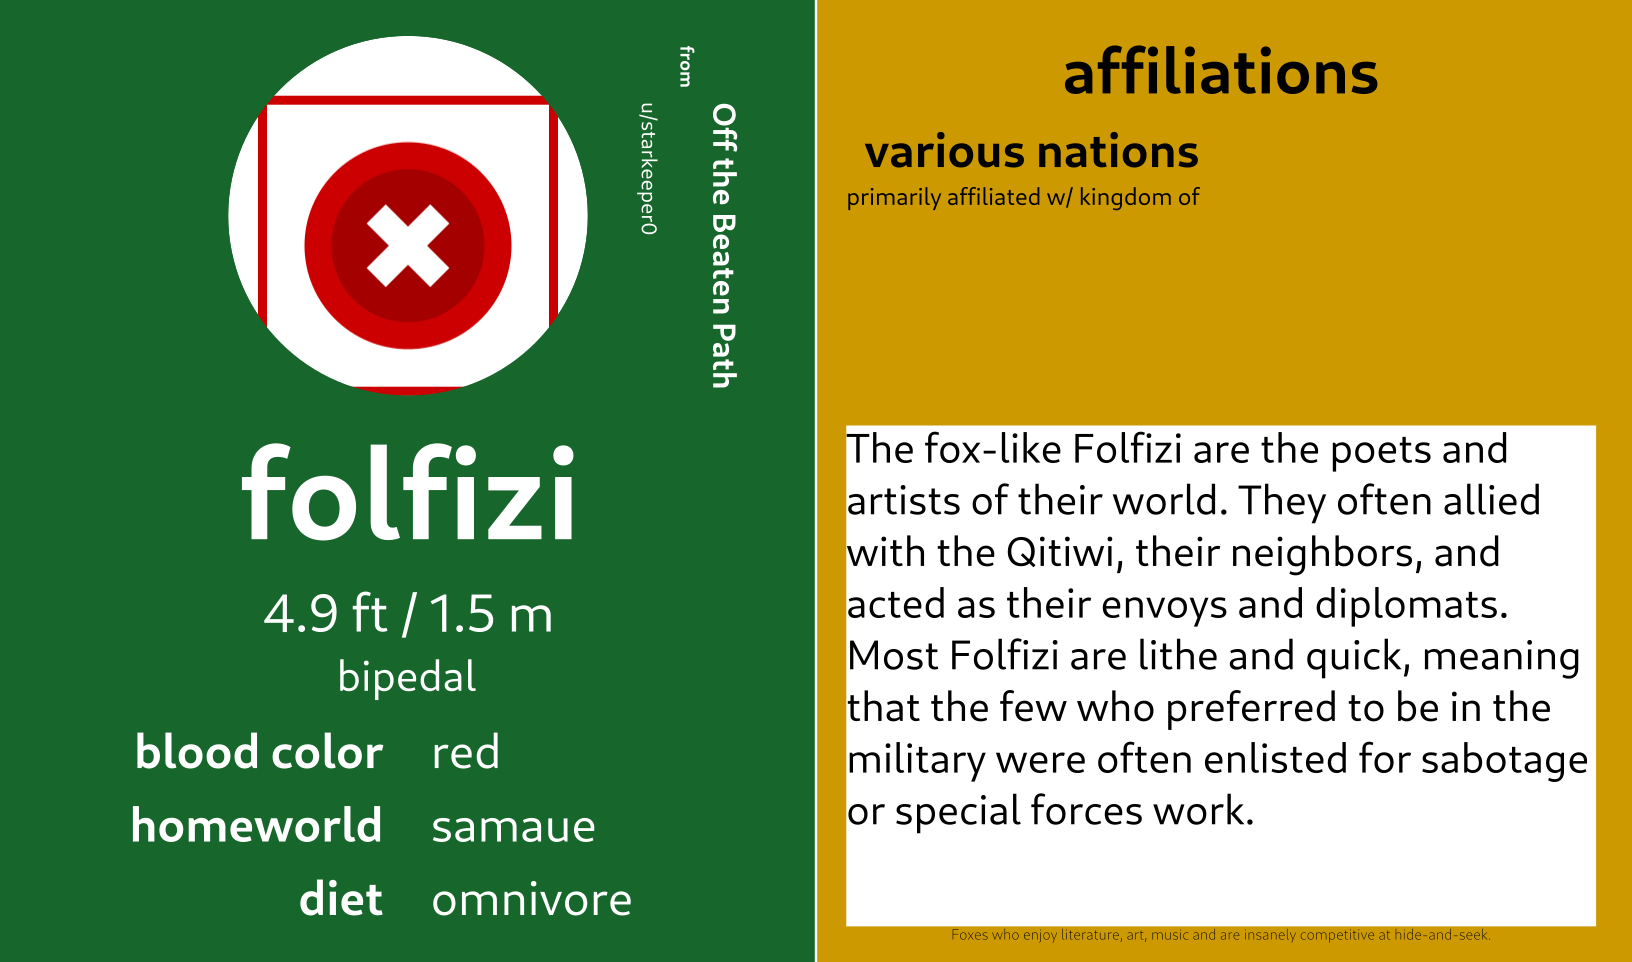 from
Off the Beaten Path
u/starkeeper0
folfizi
4.9 ft / 1.5 m
bipedal
blood color red
homeworld samaue
diet omnivore
affiliations
various nations
primarily affiliated w/ kingdom of
The fox-like Folfizi are the poets and
artists of their world. They often allied
with the Qitiwi, their neighbors, and
acted as their envoys and diplomats.
Most Folfizi are lithe and quick, meaning
that the few who preferred to be in the
military were often enlisted for sabotage
or special forces work.
Foxes who enjoy literature, art, music and are insanely competitive at hide-and-seek.